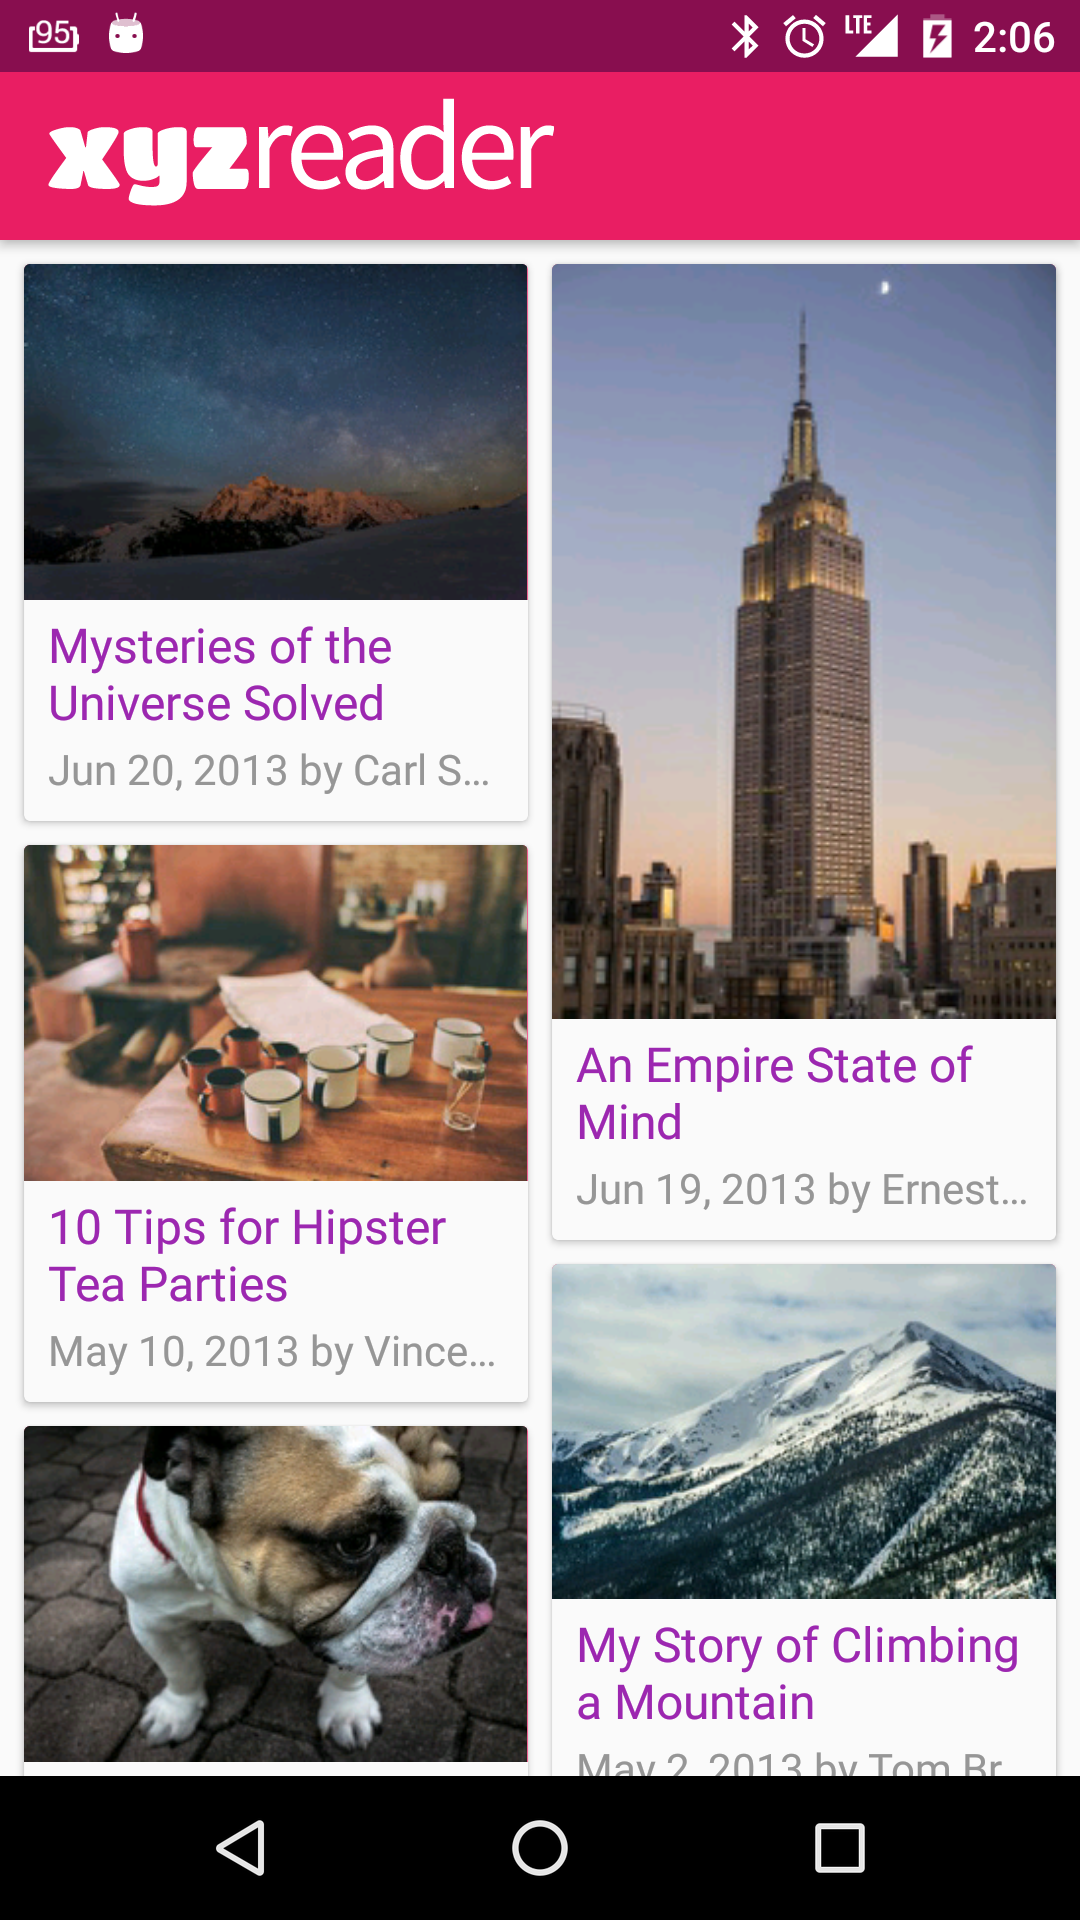 95
LTE
2:06
xyzreader
Mysteries of the
Universe Solved
Jun 20, 2013 by Carl S...
An Empire State of
Mind
Jun 19, 2013 by Ernest...
10 Tips for Hipster
Tea Parties
May 10, 2013 by Vince...
My Story of Climbing
a Mountain
May 2, 2013 by Tom Br